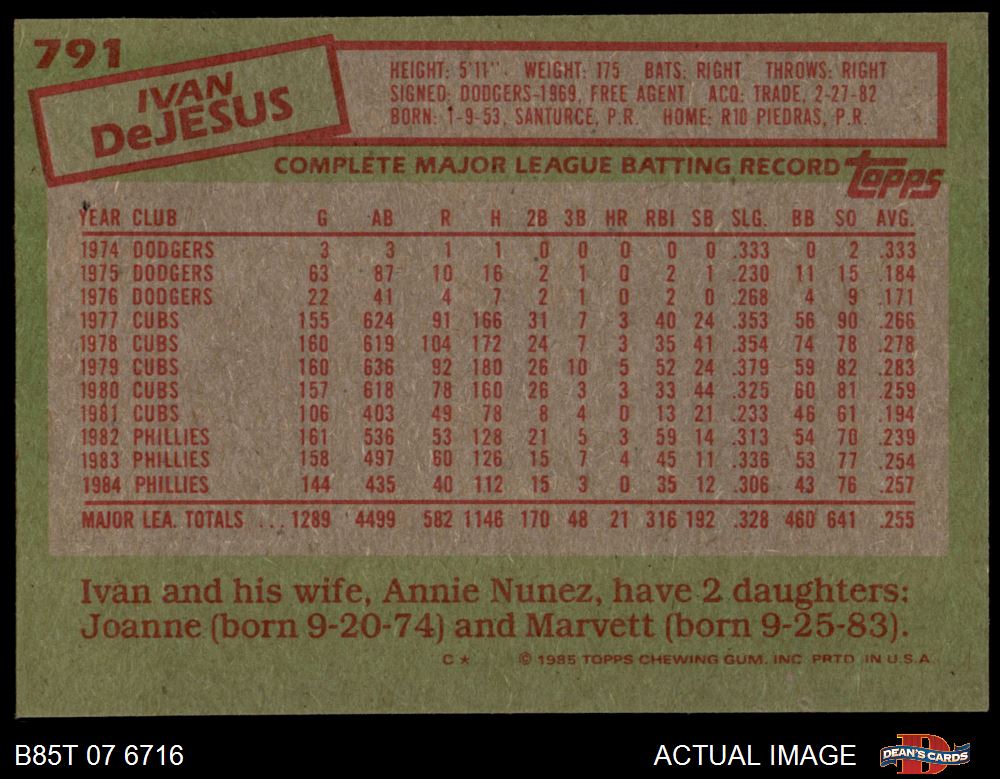 791
IVAN
DeJESUS
HEIGHT: 5'11" WEIGHT: 175 BATS: RIGHT THROWS: RIGHT
SIGNED: DODGERS-1969, FREE AGENT ACQ: TRADE, 2-27-82
BORN: 1-9-53, SANTURCE, P.R. HOME: R10 PIEDRAS, P.R.
COMPLETE MAJOR LEAGUE BATTING RECORD topps
YEAR CLUB G AB R H 2B 3B HR RBI SB SLG. BB SO AVG.
1974 DODGERS 3 3 1 1 0 0 0 0 0 .333 0 2 .333
1975 DODGERS 63 87 10 16 2 1 0 2 1 .230 11 15 .184
1976 DODGERS 22 41 4 7 2 1 0 2 0 .268 4 9 .171
1977 CUBS 155 624 91 166 31 7 3 40 24 .353 56 90 .266
1978 CUBS 160 619 104 172 24 7 3 35 41 .354 74 78 .278
1979 CUBS 160 636 92 180 26 10 5 52 24 .379 59 82 .283
1980 CUBS 157 618 78 160 26 3 3 33 44 .325 60 81 .259
1981 CUBS 106 403 49 78 8 4 0 13 21 .233 46 61 .194
1982 PHILLIES 161 536 53 128 21 5 3 59 14 .313 54 70 .239
1983 PHILLIES 158 497 60 126 15 7 4 45 11 .336 53 77 .254
1984 PHILLIES 144 435 40 112 15 3 0 35 12 .306 43 76 .257
MAJOR LEA. TOTALS ... 1289 4499 582 1146 170 48 21 316 192 .328 460 641 .255
Ivan and his wife, Annie Nunez, have 2 daughters:
Joanne (born 9-20-74) and Marvett (born 9-25-83).
C * © 1985 TOPPS CHEWING GUM, INC. PRTD. IN U.S.A.
B85T 07 6716 ACTUAL IMAGE DEAN'S CARDS